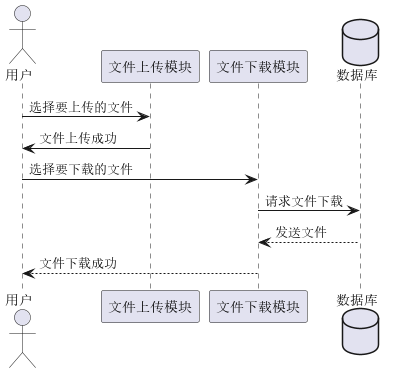 用户
文件上传模块
文件下载模块
数据库
选择要上传的文件
文件上传成功
选择要下载的文件
请求文件下载
发送文件
文件下载成功
用户
文件上传模块
文件下载模块
数据库